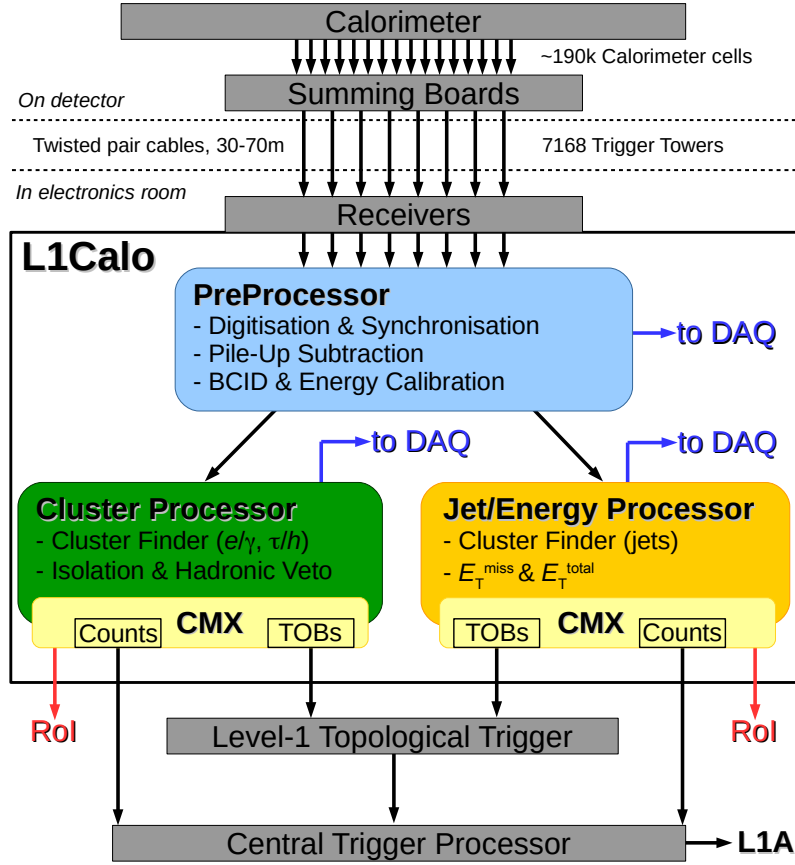 Calorimeter
~190k Calorimeter cells
Summing Boards
On detector
Twisted pair cables, 30-70m
7168 Trigger Towers
In electronics room
Receivers
L1Calo
PreProcessor
- Digitisation & Synchronisation
- Pile-Up Subtraction
- BCID & Energy Calibration
to DAQ
to DAQ
to DAQ
Cluster Processor
- Cluster Finder (e/γ, τ/h)
- Isolation & Hadronic Veto
CMX
Counts
TOBs
Jet/Energy Processor
- Cluster Finder (jets)
- E_T^miss & E_T^total
CMX
TOBs
Counts
RoI
RoI
Level-1 Topological Trigger
Central Trigger Processor
L1A